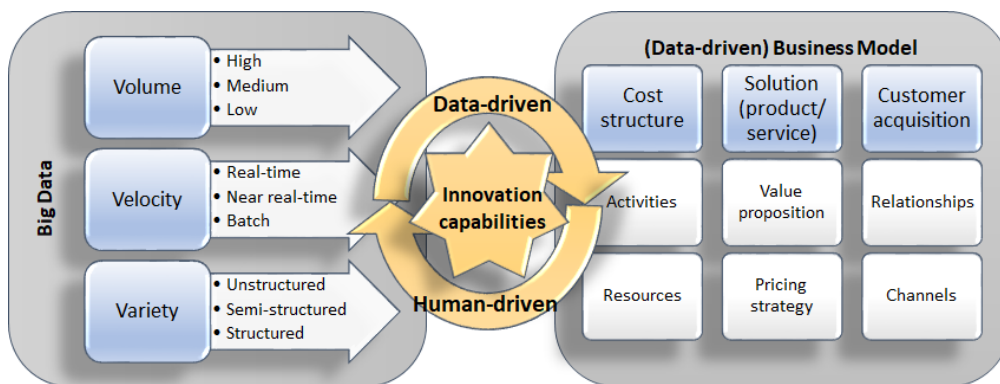 Big Data
Volume
• High
• Medium
• Low
Velocity
• Real-time
• Near real-time
• Batch
Variety
• Unstructured
• Semi-structured
• Structured
Data-driven
Innovation
capabilities
Human-driven
(Data-driven) Business Model
Cost
structure
Solution
(product/
service)
Customer
acquisition
Activities
Value
proposition
Relationships
Resources
Pricing
strategy
Channels